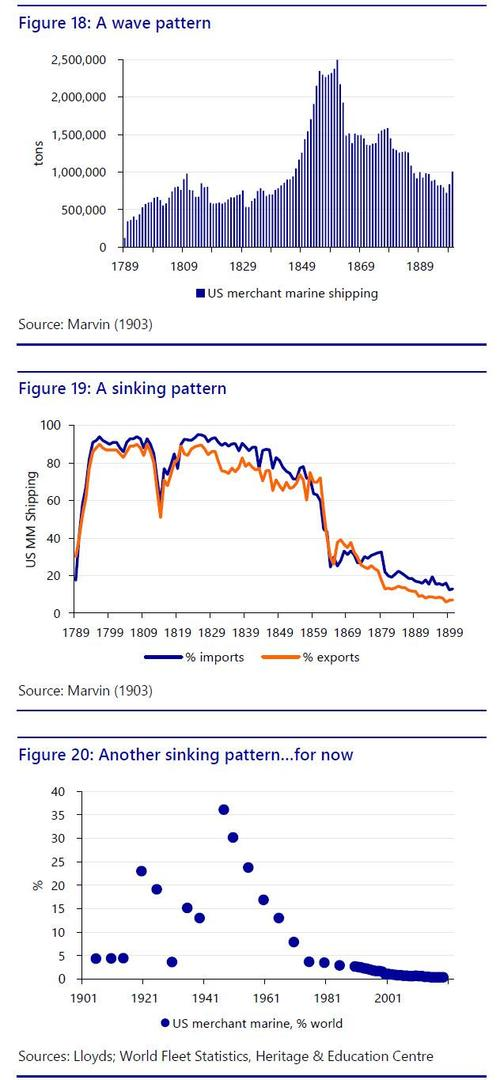 Figure 18: A wave pattern
2,500,000
2,000,000
1,500,000
1,000,000
500,000
0
tons
1789 1809 1829 1849 1869 1889
US merchant marine shipping
Source: Marvin (1903)
Figure 19: A sinking pattern
100
80
60
40
20
0
US MM Shipping
1789 1799 1809 1819 1829 1839 1849 1859 1869 1879 1889 1899
% imports % exports
Source: Marvin (1903)
Figure 20: Another sinking pattern...for now
40
35
30
25
20
15
10
5
0
%
1901 1921 1941 1961 1981 2001
US merchant marine, % world
Sources: Lloyds; World Fleet Statistics, Heritage & Education Centre